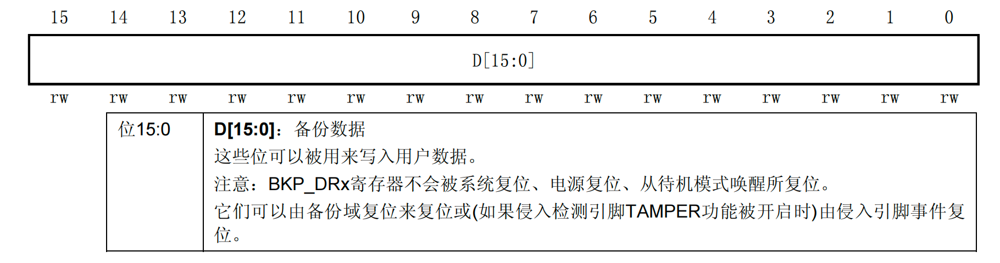 15 14 13 12 11 10 9 8 7 6 5 4 3 2 1 0
D[15:0]
rw rw rw rw rw rw rw rw rw rw rw rw rw rw rw rw
位15:0 D[15:0]：备份数据
这些位可以被用来写入用户数据。
注意：BKP_DRx寄存器不会被系统复位、电源复位、从待机模式唤醒所复位。
它们可以由备份域复位来复位或(如果侵入检测引脚TAMPER功能被开启时)由侵入引脚事件复
位。